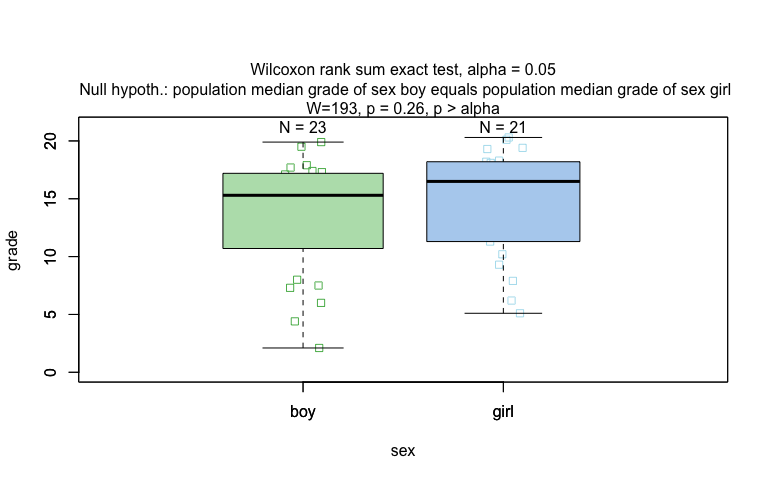 Wilcoxon rank sum exact test, alpha = 0.05
Null hypoth.: population median grade of sex boy equals population median grade of sex girl
W=193, p = 0.26, p > alpha
N = 23 N = 21
20
15
10
5
0
grade
boy girl
sex